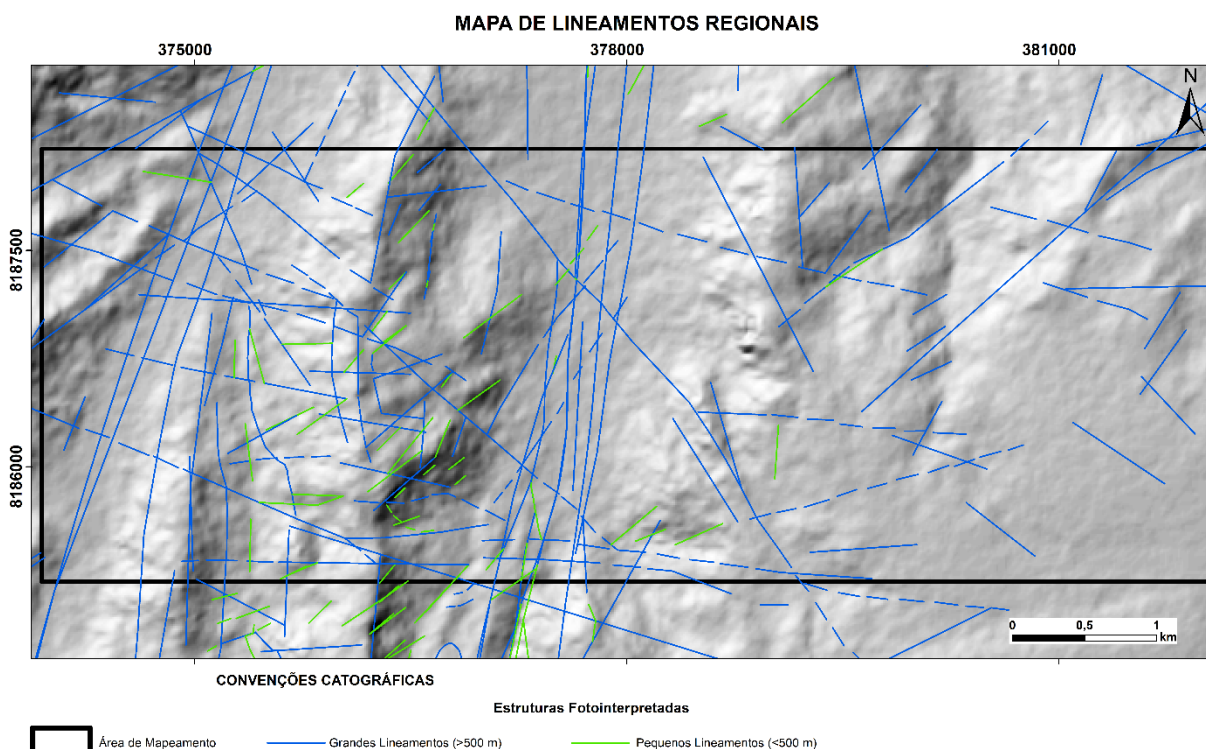 MAPA DE LINEAMENTOS REGIONAIS
375000 378000 381000
N
8187500
8186000
0 0,5 1
km
CONVENÇÕES CATOGRÁFICAS
Estruturas Fotointerpretadas
Área de Mapeamento Grandes Lineamentos (>500 m) Pequenos Lineamentos (<500 m)